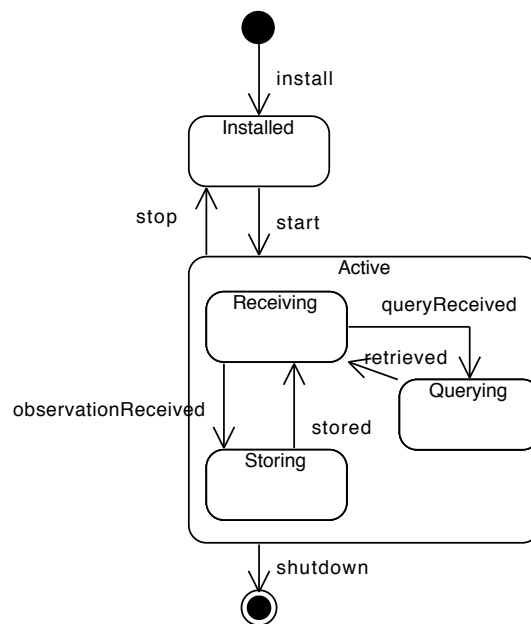 install
Installed
stop
start
Active
Receiving
queryReceived
retrieved
Querying
observationReceived
stored
Storing
shutdown